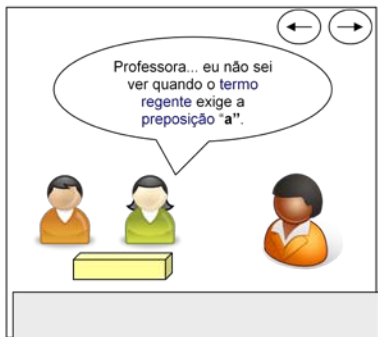 Professora... eu não sei
ver quando o termo
regente exige a
preposição “a”.